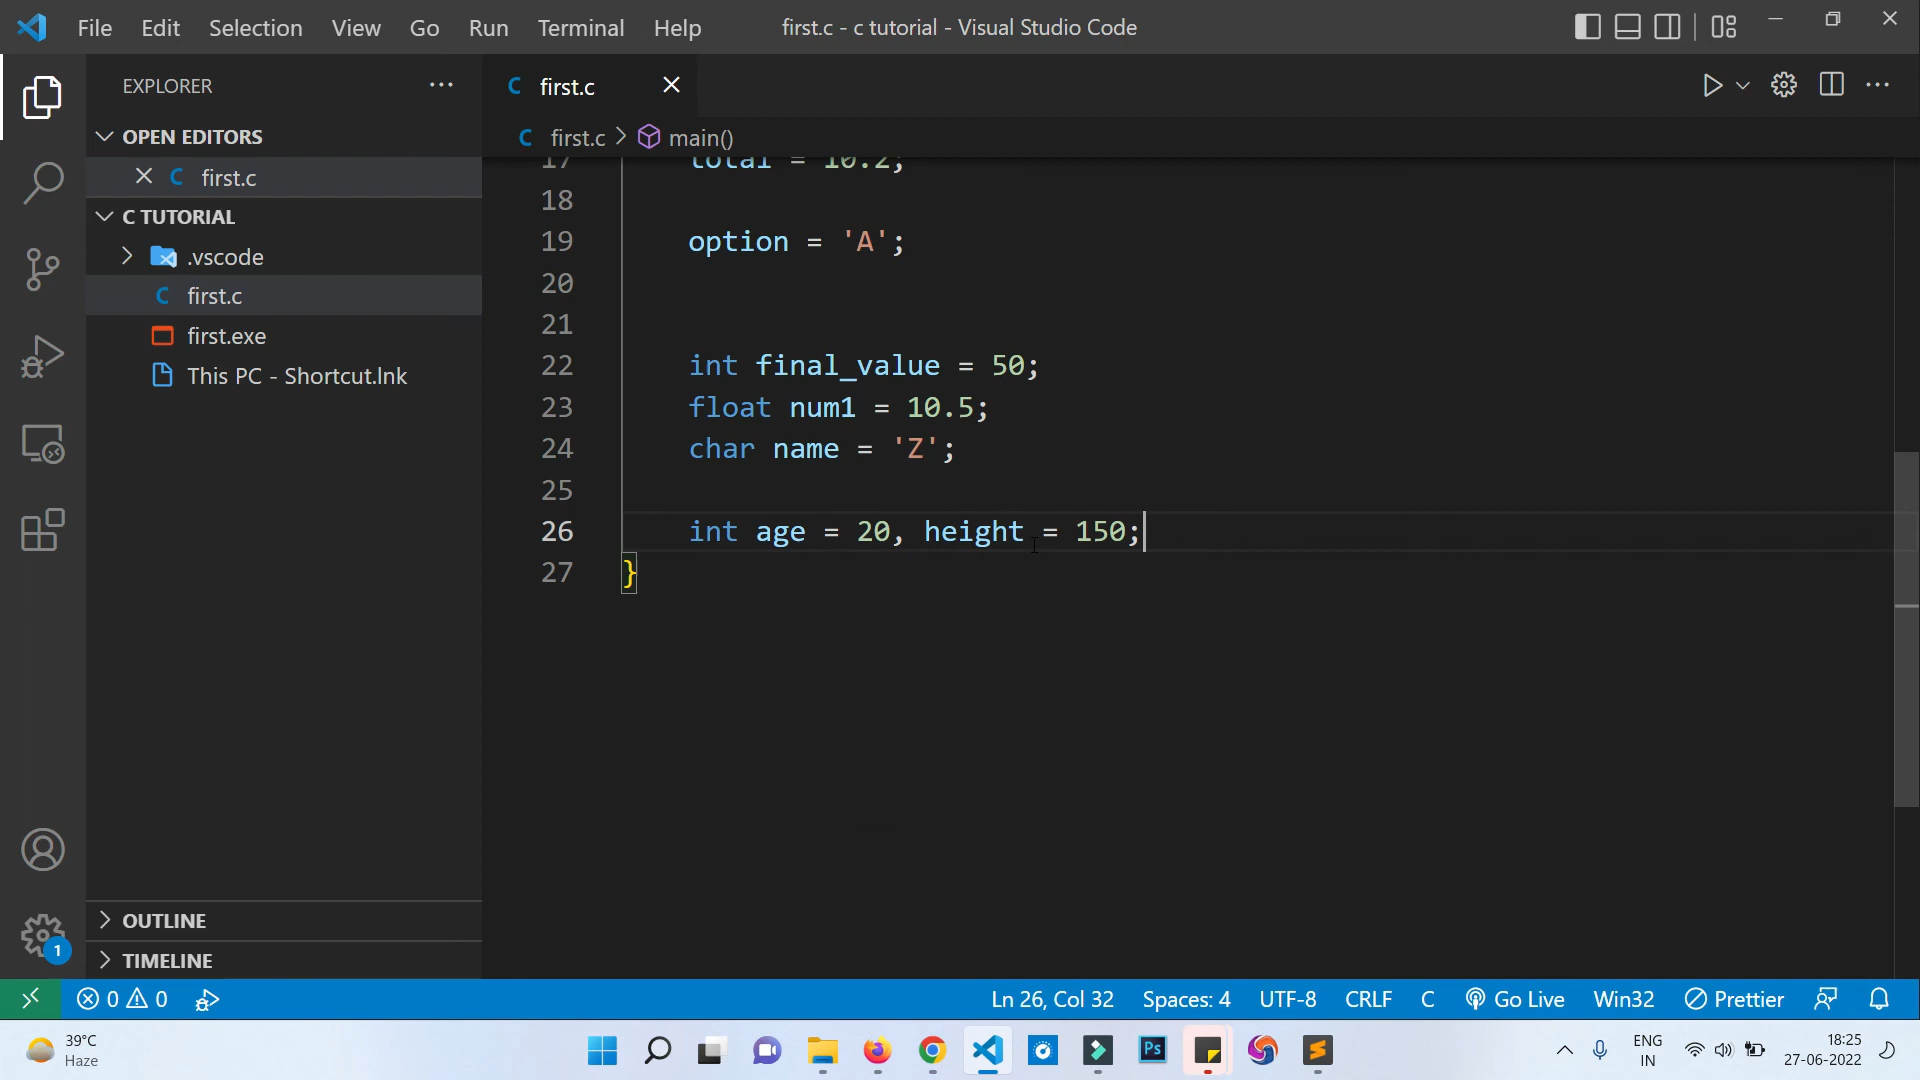 File Edit Selection View Go Run Terminal Help first.c - c tutorial - Visual Studio Code
EXPLORER
OPEN EDITORS
first.c
C TUTORIAL
.vscode
first.c
first.exe
This PC - Shortcut.lnk
OUTLINE
TIMELINE
1
C first.c
C first.c > main()
17 total = 10.2;
18
19 option = 'A';
20
21
22 int final_value = 50;
23 float num1 = 10.5;
24 char name = 'Z';
25
26 int age = 20, height = 150;
27 }
0 0 Ln 26, Col 32 Spaces: 4 UTF-8 CRLF C Go Live Win32 Prettier
39°C
Haze
Ps
ENG
IN
18:25
27-06-2022